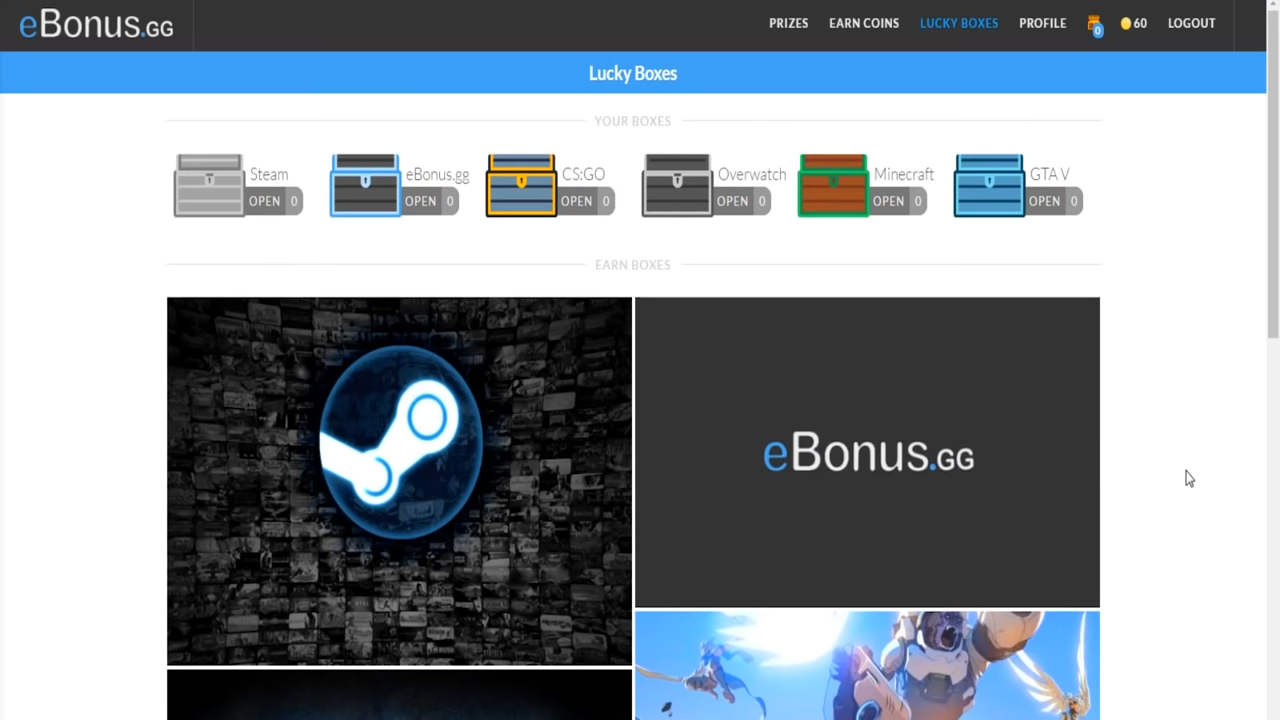 eBonus.GG
PRIZES EARN COINS LUCKY BOXES PROFILE 0 60 LOGOUT
Lucky Boxes
YOUR BOXES
Steam eBonus.gg CS:GO Overwatch Minecraft GTA V
OPEN 0 OPEN 0 OPEN 0 OPEN 0 OPEN 0 OPEN 0
EARN BOXES
eBonus.GG